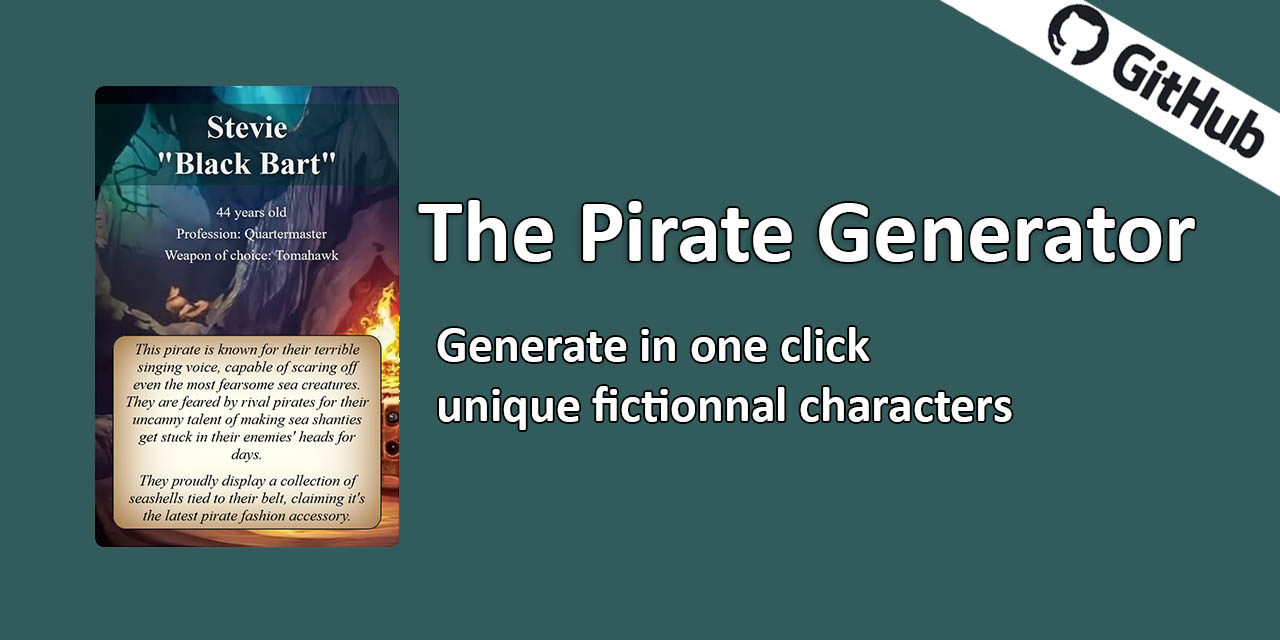 GitHub
Stevie
"Black Bart"
44 years old
Profession: Quartermaster
Weapon of choice: Tomahawk
This pirate is known for their terrible
singing voice, capable of scaring off
even the most fearsome sea creatures.
They are feared by rival pirates for their
uncanny talent of making sea shanties
get stuck in their enemies' heads for
days.
They proudly display a collection of
seashells tied to their belt, claiming it's
the latest pirate fashion accessory.
The Pirate Generator
Generate in one click
unique fictionnal characters